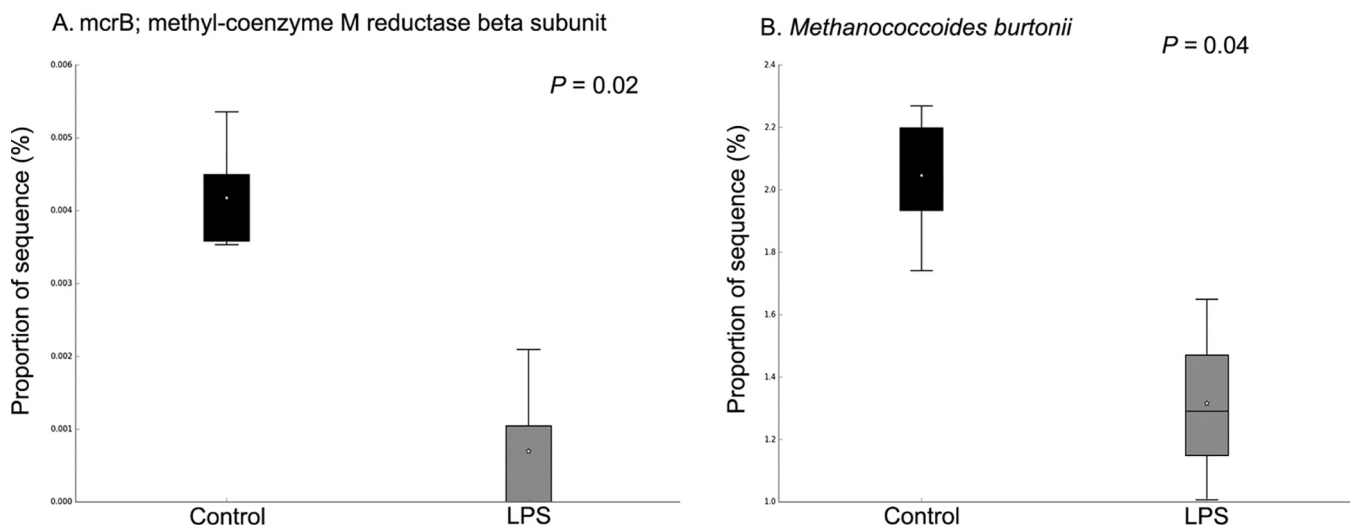 A. mcrB; methyl-coenzyme M reductase beta subunit
P = 0.02
Proportion of sequence (%)
0.006
0.005
0.004
0.003
0.002
0.001
0.000
Control
LPS
B. Methanococcoides burtonii
P = 0.04
Proportion of sequence (%)
2.4
2.2
2.0
1.8
1.6
1.4
1.2
1.0
Control
LPS